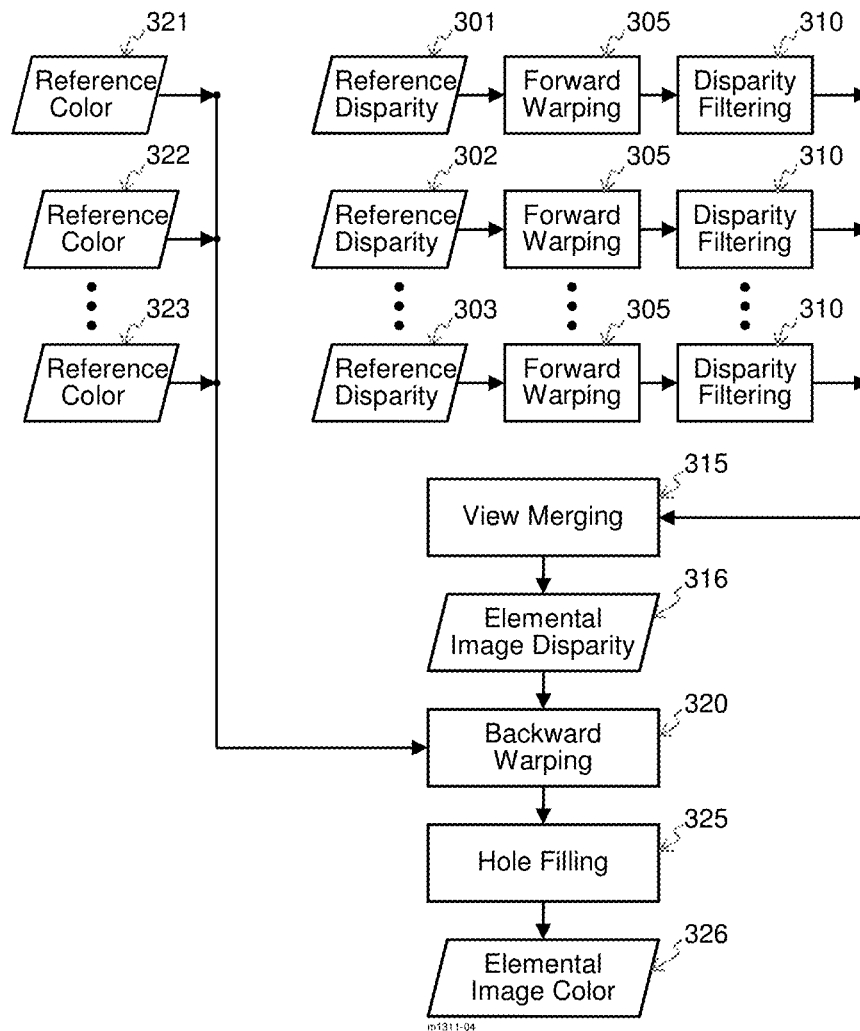 321
301
305
310
Reference
Color
Reference
Disparity
Forward
Warping
Disparity
Filtering
322
302
305
310
Reference
Color
Reference
Disparity
Forward
Warping
Disparity
Filtering
323
303
305
310
Reference
Color
Reference
Disparity
Forward
Warping
Disparity
Filtering
315
View Merging
316
Elemental
Image Disparity
320
Backward
Warping
325
Hole Filling
326
Elemental
Image Color
m1311-04